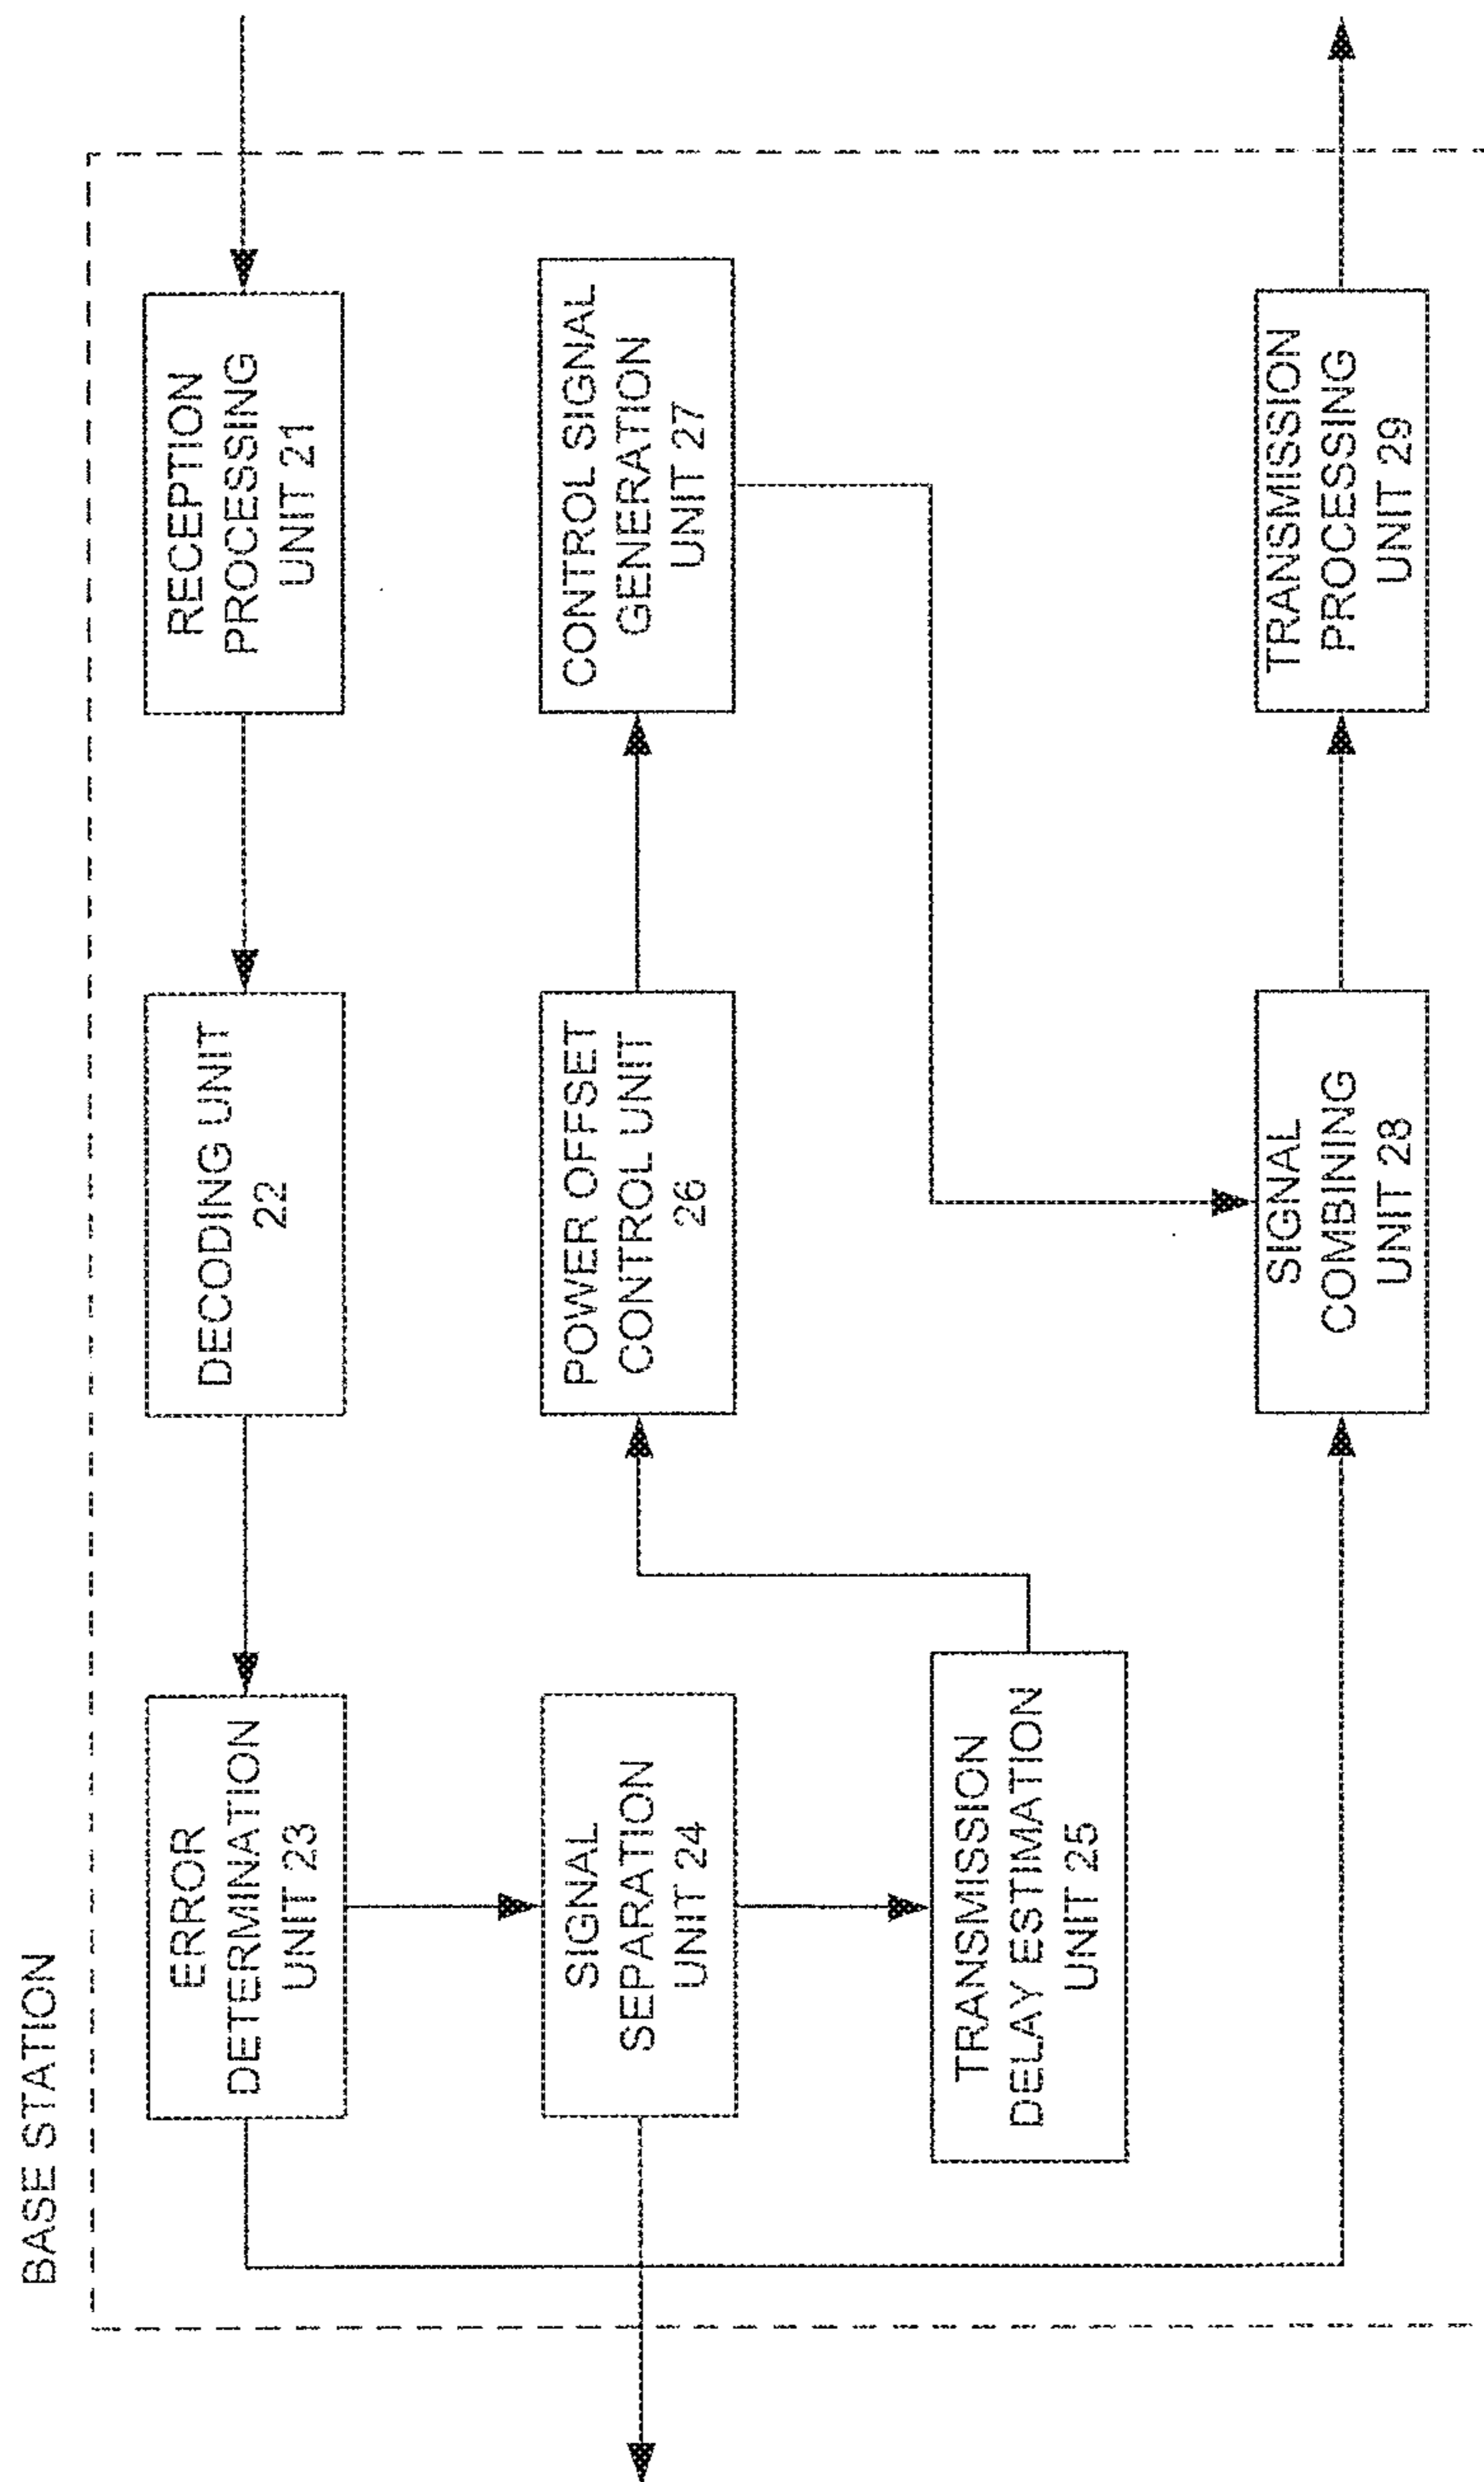 BASE STATION
RECEPTION
PROCESSING
UNIT 21
DECODING UNIT
22
ERROR
DETERMINATION
UNIT 23
SIGNAL
SEPARATION
UNIT 24
TRANSMISSION
DELAY ESTIMATION
UNIT 25
POWER OFFSET
CONTROL UNIT
26
CONTROL SIGNAL
GENERATION
UNIT 27
SIGNAL
COMBINING
UNIT 28
TRANSMISSION
PROCESSING
UNIT 29